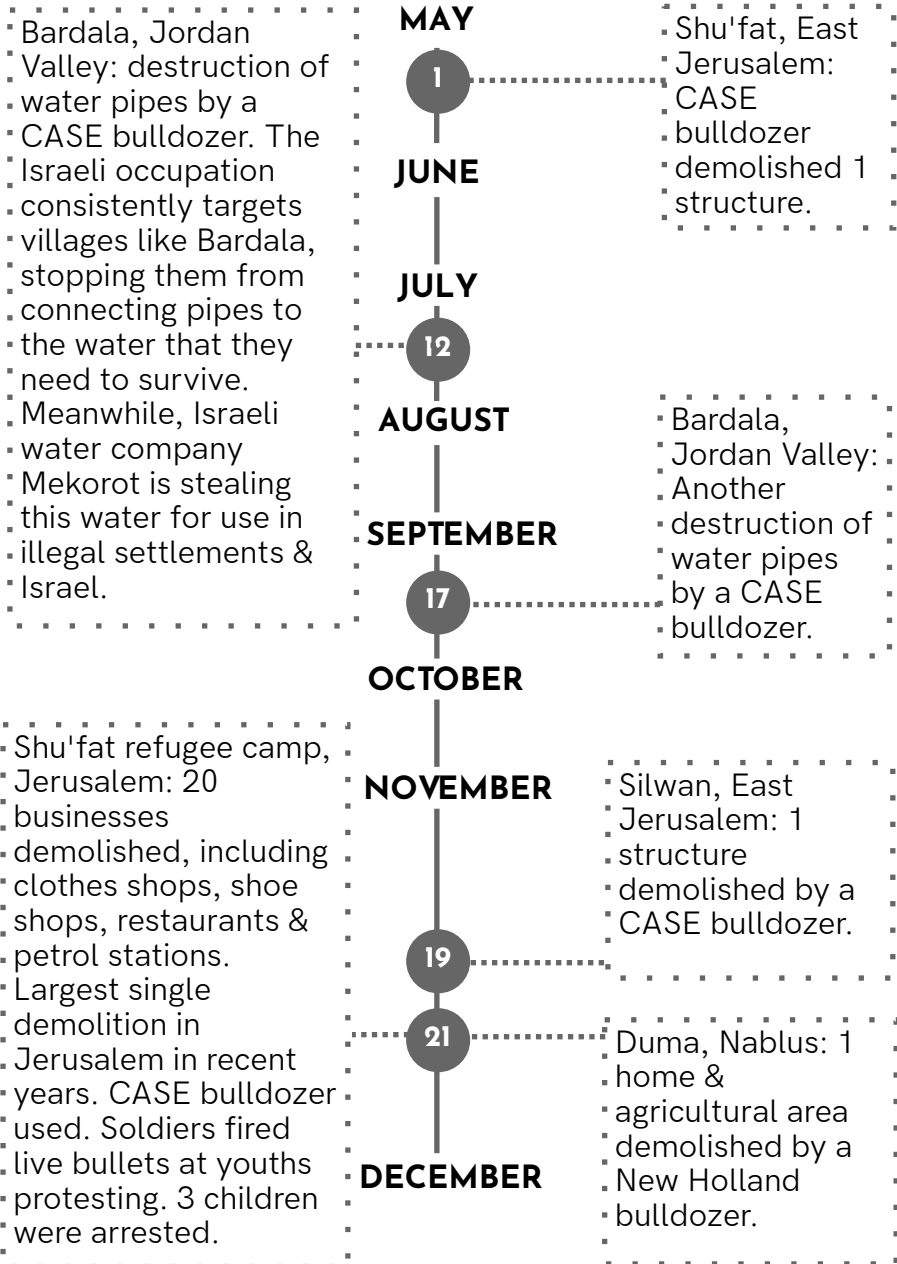 MAY
1
Shu'fat, East
Jerusalem:
CASE
bulldozer
demolished 1
structure.
JUNE
JULY
12
Bardala, Jordan
Valley: destruction of
water pipes by a
CASE bulldozer. The
Israeli occupation
consistently targets
villages like Bardala,
stopping them from
connecting pipes to
the water that they
need to survive.
Meanwhile, Israeli
water company
Mekorot is stealing
this water for use in
illegal settlements &
Israel.
AUGUST
SEPTEMBER
17
Bardala,
Jordan Valley:
Another
destruction of
water pipes
by a CASE
bulldozer.
OCTOBER
NOVEMBER
19
Silwan, East
Jerusalem: 1
structure
demolished by a
CASE bulldozer.
21
Shu'fat refugee camp,
Jerusalem: 20
businesses
demolished, including
clothes shops, shoe
shops, restaurants &
petrol stations.
Largest single
demolition in
Jerusalem in recent
years. CASE bulldozer
used. Soldiers fired
live bullets at youths
protesting. 3 children
were arrested.
Duma, Nablus: 1
home &
agricultural area
demolished by a
New Holland
bulldozer.
DECEMBER